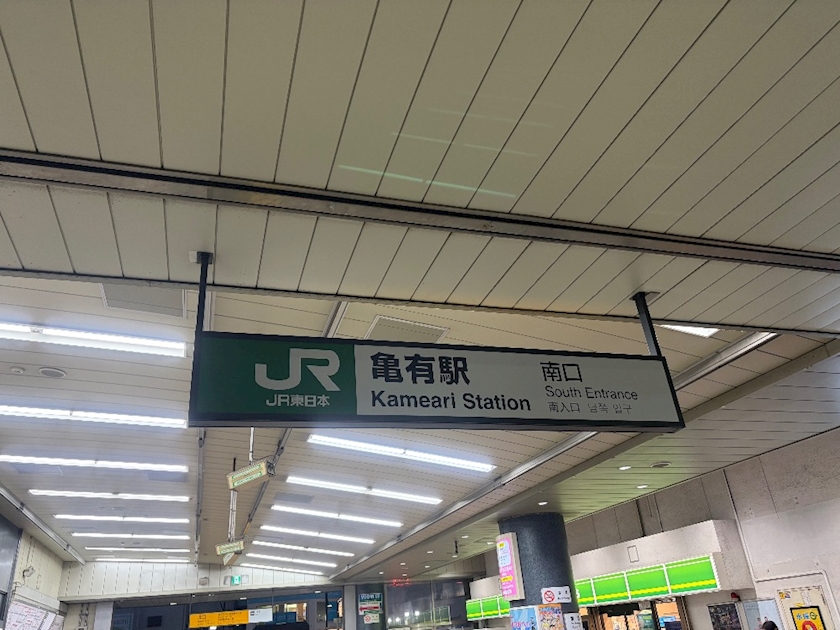 JR
JR東日本
亀有駅
Kameari Station
南口
South Entrance
南入口 남쪽 입구